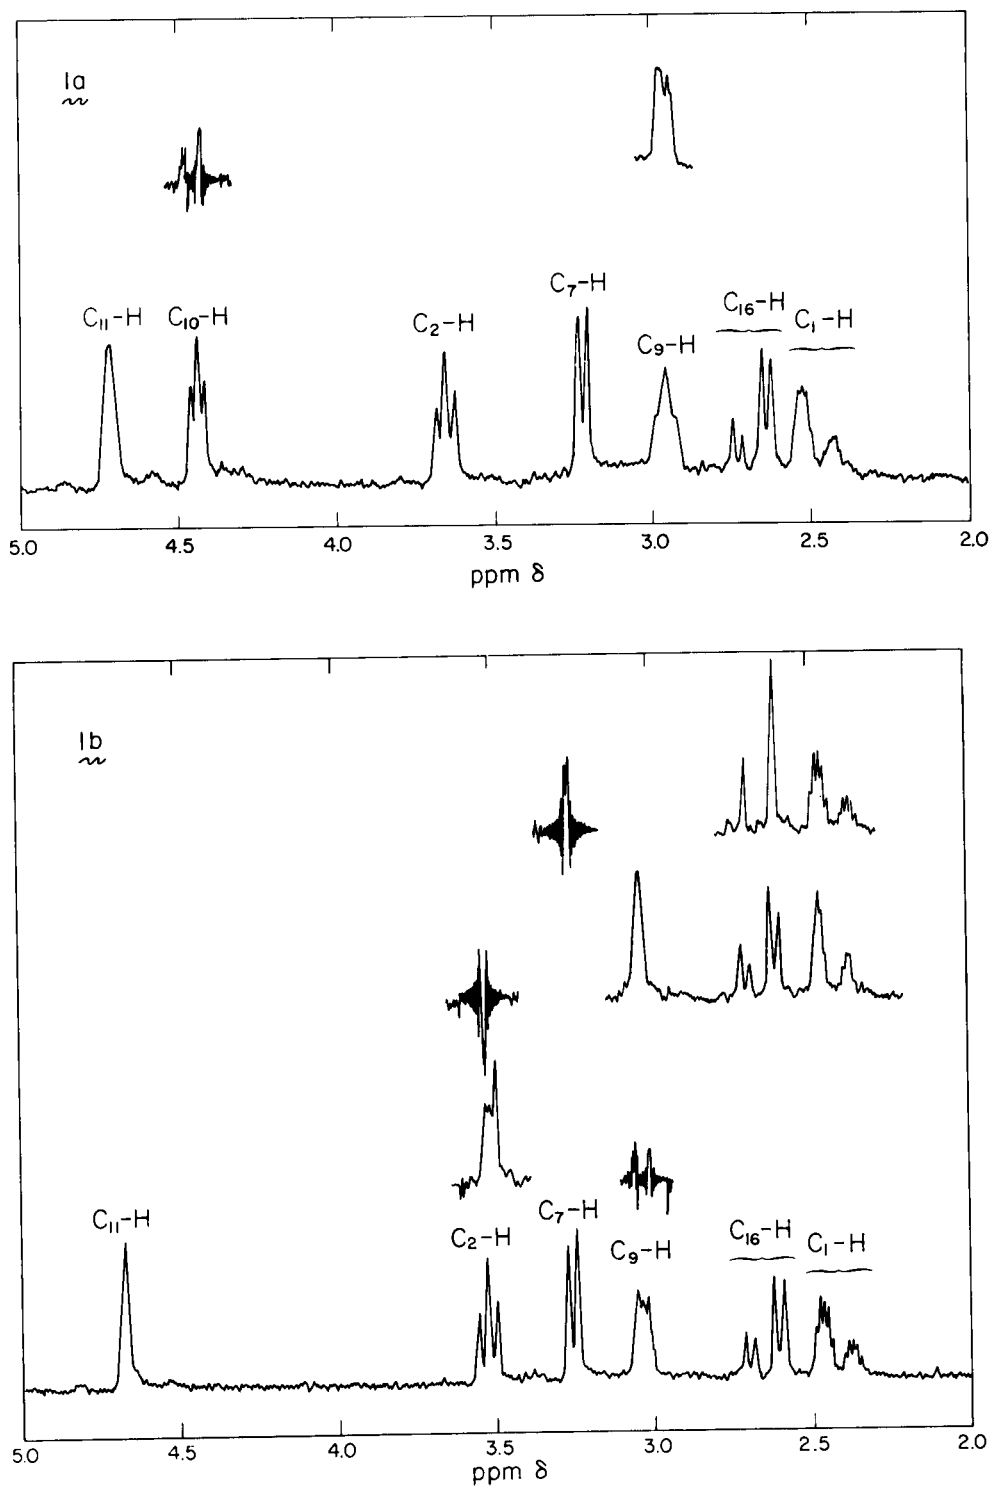 1a
C₇-H
C₁₁-H C₁₀-H C₂-H C₉-H C₁₆-H C₁-H
5.0 4.5 4.0 3.5 3.0 2.5 2.0
ppm δ
1b
C₁₁-H C₂-H C₇-H C₉-H C₁₆-H C₁-H
5.0 4.5 4.0 3.5 3.0 2.5 2.0
ppm δ